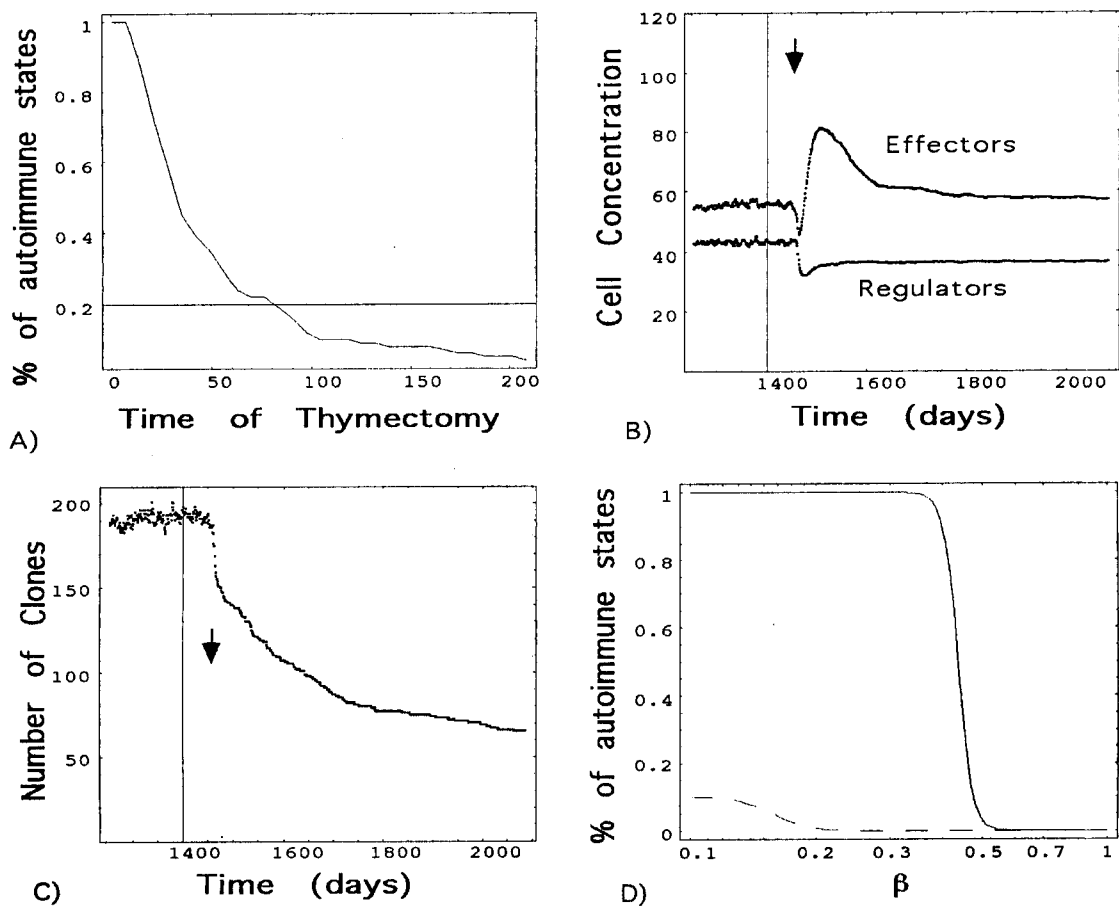 % of autoimmune states
1
0.8
0.6
0.4
0.2
0 50 100 150 200
Time of Thymectomy
A)
Cell Concentration
120
100
80
60
40
20
Effectors
Regulators
1400 1600 1800 2000
Time (days)
B)
Number of Clones
200
150
100
50
1400 1600 1800 2000
Time (days)
C)
% of autoimmune states
1
0.8
0.6
0.4
0.2
0
0.1 0.2 0.3 0.5 0.7 1
β
D)